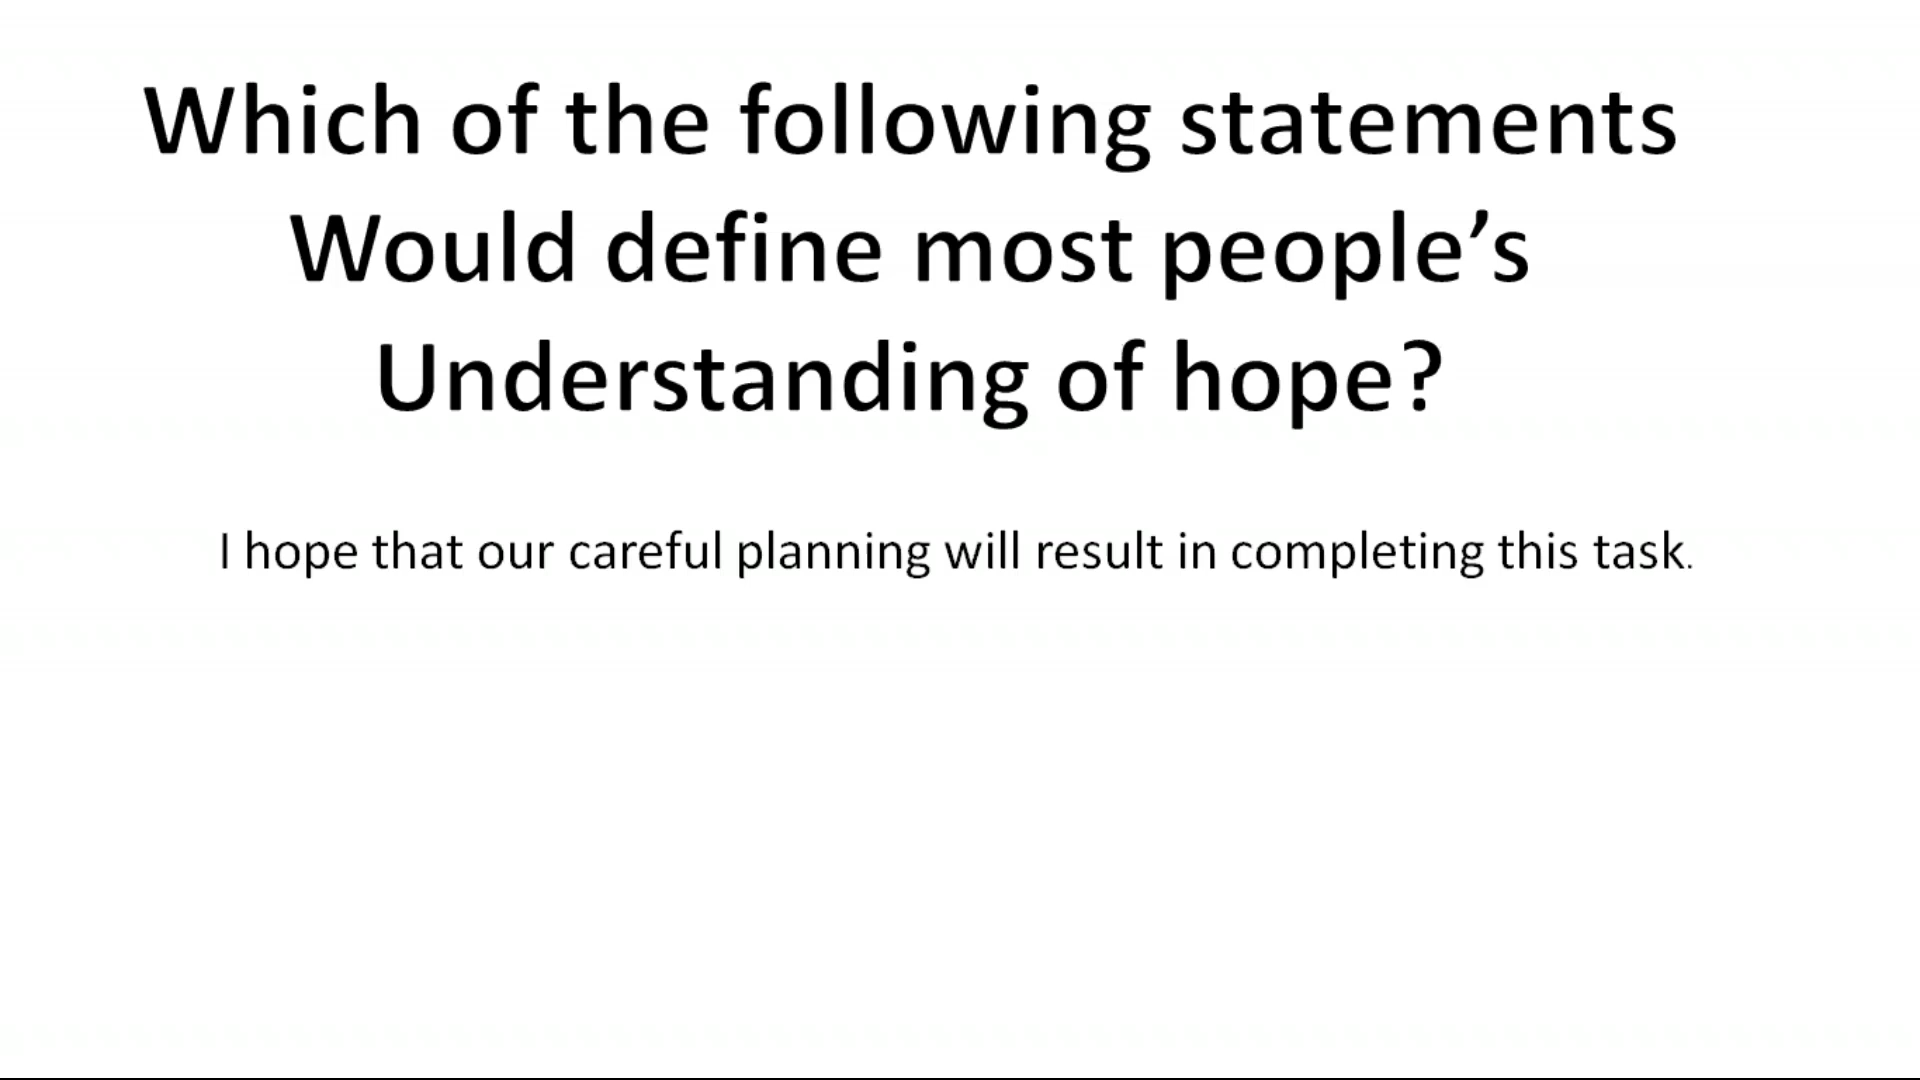 Which of the following statements
Would define most people’s
Understanding of hope?
I hope that our careful planning will result in completing this task.